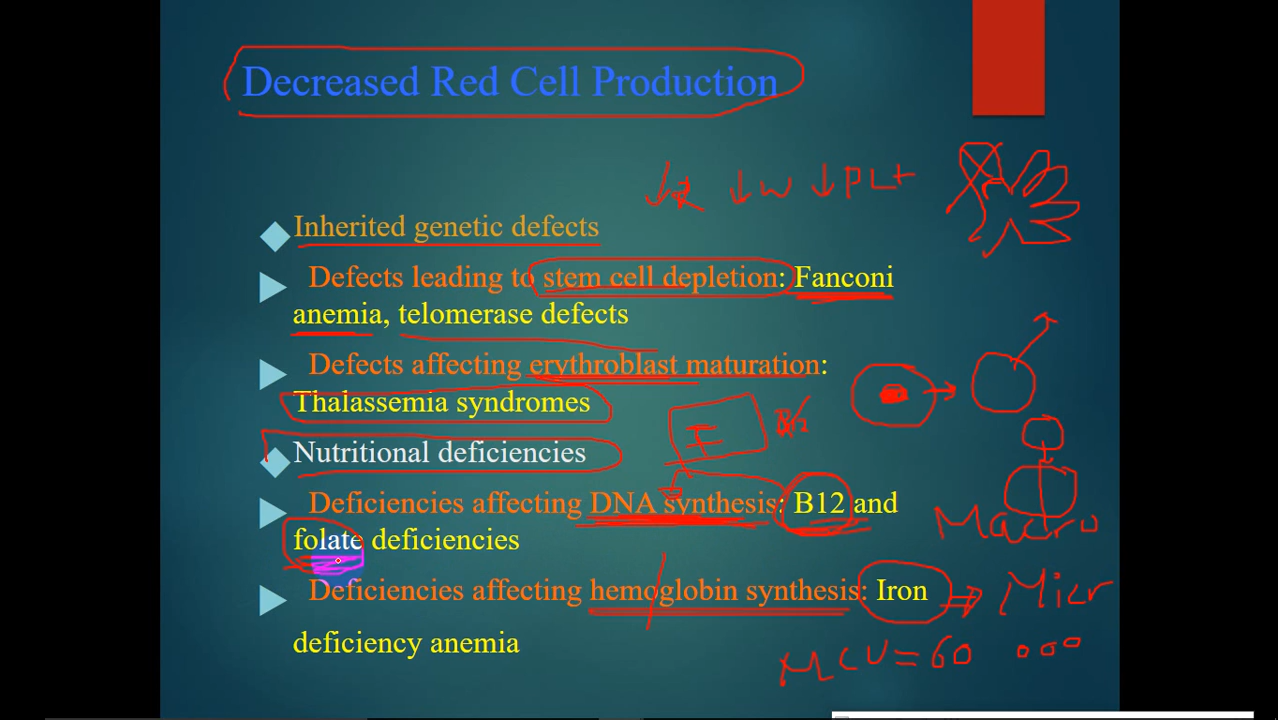 Decreased Red Cell Production
↓R ↓W ↓PLt
Inherited genetic defects
Defects leading to stem cell depletion: Fanconi
anemia, telomerase defects
Defects affecting erythroblast maturation:
Thalassemia syndromes
I B12
Nutritional deficiencies
Deficiencies affecting DNA synthesis: B12 and
Macro
folate deficiencies
Deficiencies affecting hemoglobin synthesis: Iron
⇒ Micr
deficiency anemia
MCV = 60